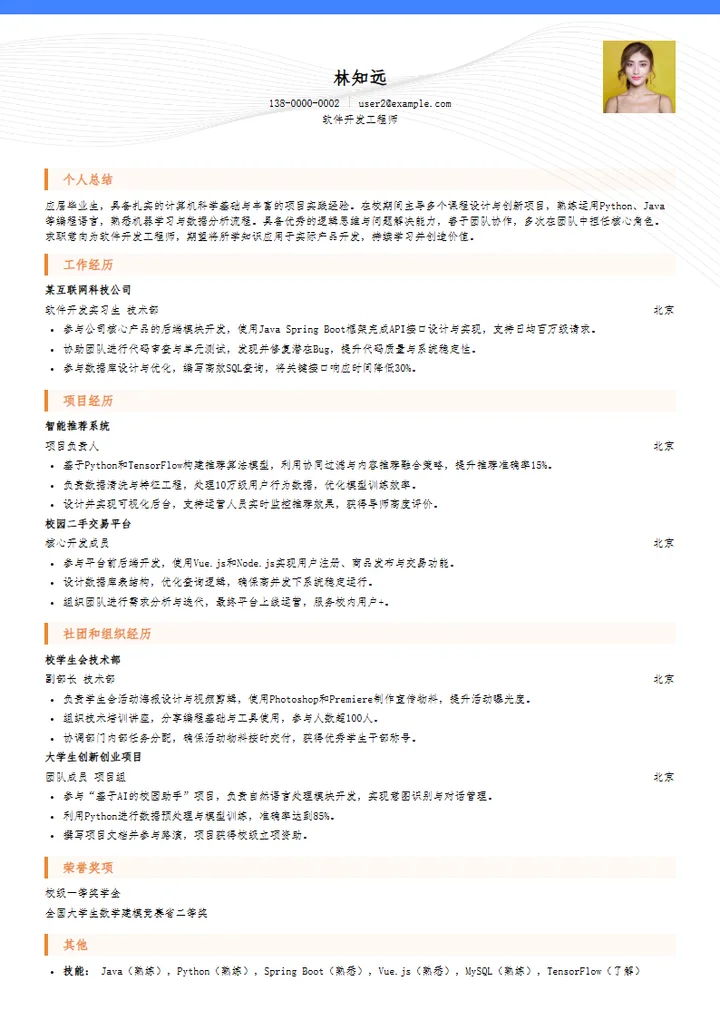 林知远
138-0000-0002 | user2@example.com
软件开发工程师
个人总结
应届毕业生，具备扎实的计算机科学基础与丰富的项目实践经验。在校期间主导多个课程设计与创新项目，熟练运用Python、Java
等编程语言，熟悉机器学习与数据分析流程。具备优秀的逻辑思维与问题解决能力，善于团队协作，多次在团队中担任核心角色。
求职意向为软件开发工程师，期望将所学知识应用于实际产品开发，持续学习并创造价值。
工作经历
某互联网科技公司
软件开发实习生 技术部 北京
• 参与公司核心产品的后端模块开发，使用Java Spring Boot框架完成API接口设计与实现，支持日均百万级请求。
• 协助团队进行代码审查与单元测试，发现并修复潜在Bug，提升代码质量与系统稳定性。
• 参与数据库设计与优化，编写高效SQL查询，将关键接口响应时间降低30%。
项目经历
智能推荐系统
项目负责人 北京
• 基于Python和TensorFlow构建推荐算法模型，利用协同过滤与内容推荐融合策略，提升推荐准确率15%。
• 负责数据清洗与特征工程，处理10万级用户行为数据，优化模型训练效率。
• 设计并实现可视化后台，支持运营人员实时监控推荐效果，获得导师高度评价。
校园二手交易平台
核心开发成员 北京
• 参与平台前后端开发，使用Vue.js和Node.js实现用户注册、商品发布与交易功能。
• 设计数据库表结构，优化查询逻辑，确保高并发下系统稳定运行。
• 组织团队进行需求分析与迭代，最终平台上线运营，服务校内用户+。
社团和组织经历
校学生会技术部
副部长 技术部 北京
• 负责学生会活动海报设计与视频剪辑，使用Photoshop和Premiere制作宣传物料，提升活动曝光度。
• 组织技术培训讲座，分享编程基础与工具使用，参与人数超100人。
• 协调部门内部任务分配，确保活动物料按时交付，获得优秀学生干部称号。
大学生创新创业项目
团队成员 项目组 北京
• 参与“基于AI的校园助手”项目，负责自然语言处理模块开发，实现意图识别与对话管理。
• 利用Python进行数据预处理与模型训练，准确率达到85%。
• 撰写项目文档并参与路演，项目获得校级立项资助。
荣誉奖项
校级一等奖学金
全国大学生数学建模竞赛省二等奖
其他
• 技能： Java（熟练），Python（熟练），Spring Boot（熟悉），Vue.js（熟悉），MySQL（熟练），TensorFlow（了解）